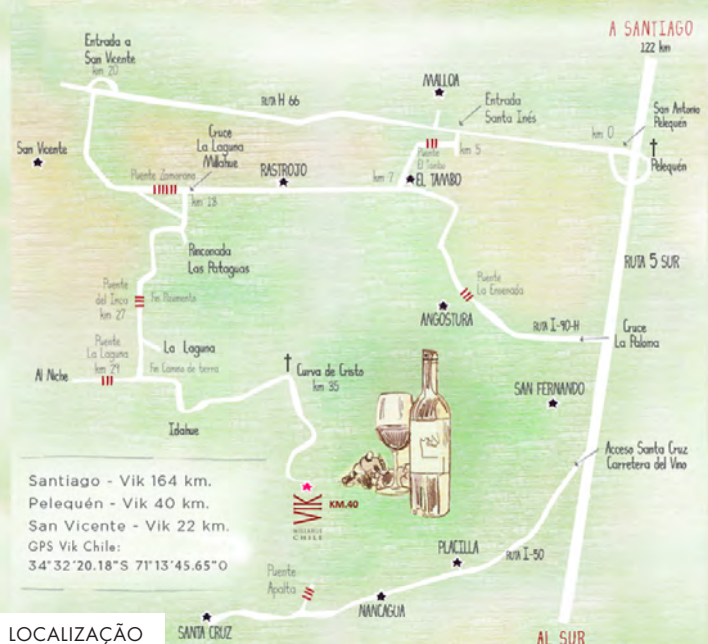 A SANTIAGO
122 km
Entrada a
San Vicente
km 20
RUTA H 66
MALLOA
Entrada
Santa Inés
San Antonio
Pelequén
km 0
Pelequén
San Vicente
Cruce
La Laguna
Millahue
Puente Zamorano
RASTROJO
Puente
El Tambo
km 5
km 7
EL TAMBO
km 18
Rinconada
Las Pataguas
RUTA 5 SUR
Puente
del Inca
km 27
Fin Pavimento
Puente
La Ensenada
ANGOSTURA
RUTA I-90-H
Cruce
La Paloma
Puente
La Laguna
km 29
La Laguna
Al Niche
Fin Camino de tierra
Curva de Cristo
km 35
Idahue
SAN FERNANDO
Acceso Santa Cruz
Carretera del Vino
Santiago - Vik 164 km.
Pelequén - Vik 40 km.
San Vicente - Vik 22 km.
GPS Vik Chile:
34°32'20.18"S 71°13'45.65"O
VIK
MILLAHUE
CHILE
KM.40
PLACILLA
RUTA I-50
Puente
Apalta
NANCAGUA
SANTA CRUZ
AL SUR
LOCALIZAÇÃO